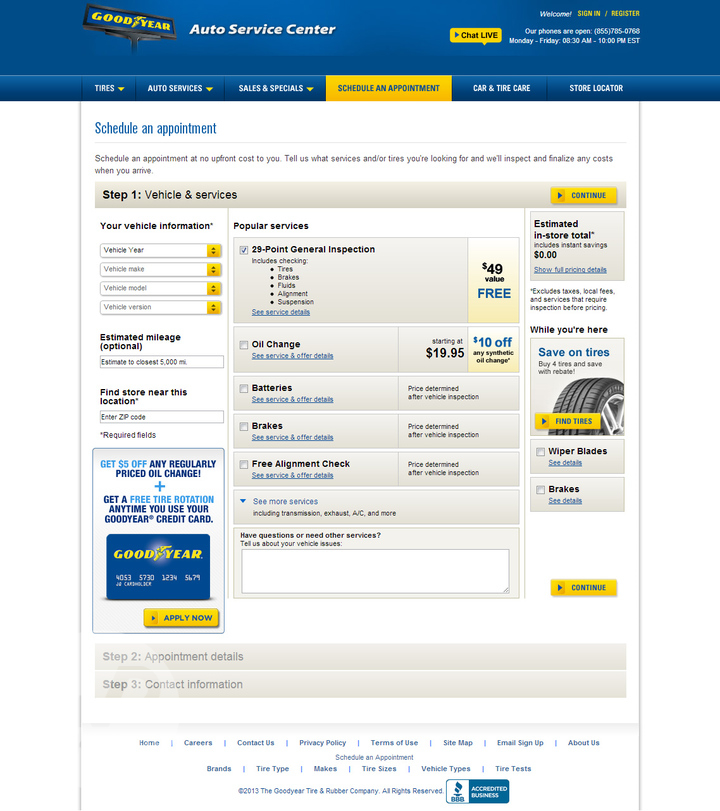 GOODYEAR
Auto Service Center
Welcome! SIGN IN / REGISTER
Chat LIVE
Our phones are open: (855)785-0768
Monday - Friday: 08:30 AM - 10:00 PM EST
TIRES
AUTO SERVICES
SALES & SPECIALS
SCHEDULE AN APPOINTMENT
CAR & TIRE CARE
STORE LOCATOR
Schedule an appointment
Schedule an appointment at no upfront cost to you. Tell us what services and/or tires you're looking for and we'll inspect and finalize any costs
when you arrive.
Step 1: Vehicle & services
CONTINUE
Your vehicle information*
Vehicle Year
Vehicle make
Vehicle model
Vehicle version
Estimated mileage
(optional)
Estimate to closest 5,000 mi.
Find store near this
location*
Enter ZIP code
*Required fields
GET $5 OFF ANY REGULARLY
PRICED OIL CHANGE!
+
GET A FREE TIRE ROTATION
ANYTIME YOU USE YOUR
GOODYEAR® CREDIT CARD.
GOODYEAR
4053 5730 1234 5679
JQ CARDHOLDER
APPLY NOW
Popular services
29-Point General Inspection
Includes checking:
Tires
Brakes
Fluids
Alignment
Suspension
See service details
$49
value
FREE
Oil Change
See service & offer details
starting at
$19.95
$10 off
any synthetic
oil change*
Batteries
See service & offer details
Price determined
after vehicle inspection
Brakes
See service & offer details
Price determined
after vehicle inspection
Free Alignment Check
See service & offer details
Price determined
after vehicle inspection
See more services
including transmission, exhaust, A/C, and more
Have questions or need other services?
Tell us about your vehicle issues:
Estimated
in-store total*
includes instant savings
$0.00
Show full pricing details
*Excludes taxes, local fees,
and services that require
inspection before pricing.
While you're here
Save on tires
Buy 4 tires and save
with rebate!
FIND TIRES
Wiper Blades
See details
Brakes
See details
CONTINUE
Step 2: Appointment details
Step 3: Contact information
Home | Careers | Contact Us | Privacy Policy | Terms of Use | Site Map | Email Sign Up | About Us
Schedule an Appointment
Brands | Tire Type | Makes | Tire Sizes | Vehicle Types | Tire Tests
©2013 The Goodyear Tire & Rubber Company. All Rights Reserved.
BBB
ACCREDITED
BUSINESS